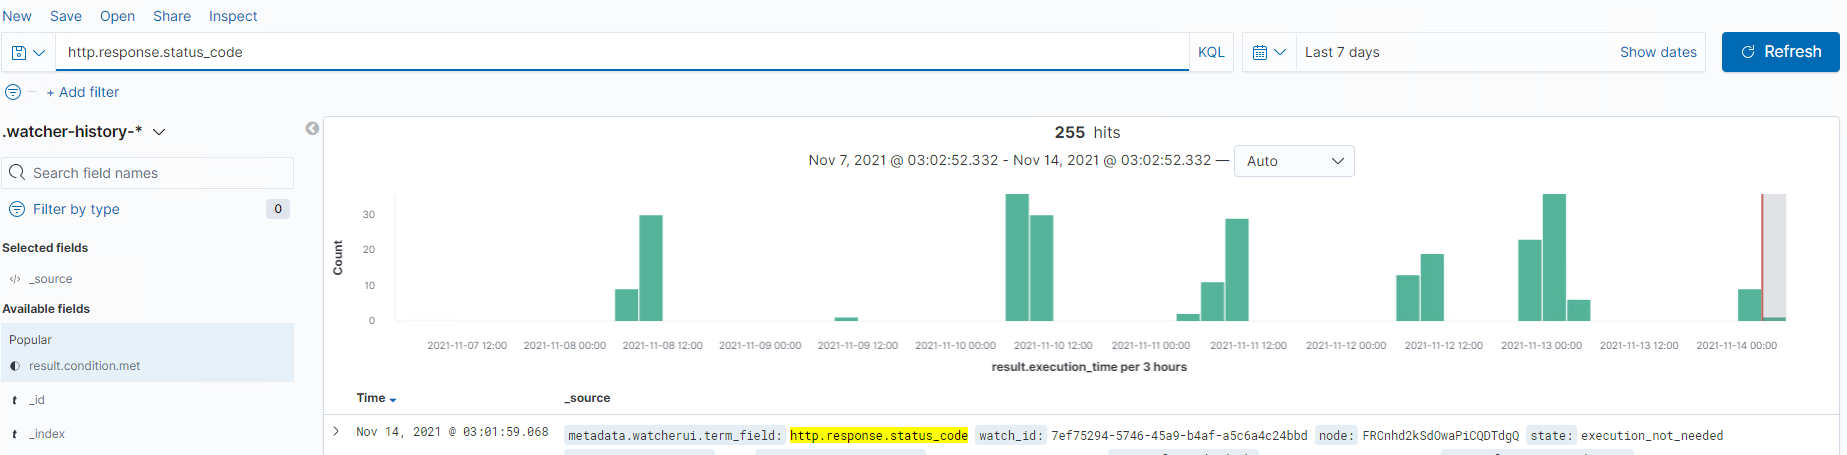 New Save Open Share Inspect
http.response.status_code KQL Last 7 days Show dates Refresh
+ Add filter
.watcher-history-*
255 hits
Nov 7, 2021 @ 03:02:52.332 - Nov 14, 2021 @ 03:02:52.332 — Auto
Search field names
Filter by type 0
Selected fields
</> _source
Available fields
Popular
result.condition.met
t _id
t _index
Count
30
20
10
0
2021-11-07 12:00 2021-11-08 00:00 2021-11-08 12:00 2021-11-09 00:00 2021-11-09 12:00 2021-11-10 00:00 2021-11-10 12:00 2021-11-11 00:00 2021-11-11 12:00 2021-11-12 00:00 2021-11-12 12:00 2021-11-13 00:00 2021-11-13 12:00 2021-11-14 00:00
result.execution_time per 3 hours
Time _source
Nov 14, 2021 @ 03:01:59.068 metadata.watcherui.term_field: http.response.status_code watch_id: 7ef75294-5746-45a9-b4af-a5c6a4c24bbd node: FRCnhd2kSdOwaPiCQDTdgQ state: execution_not_needed